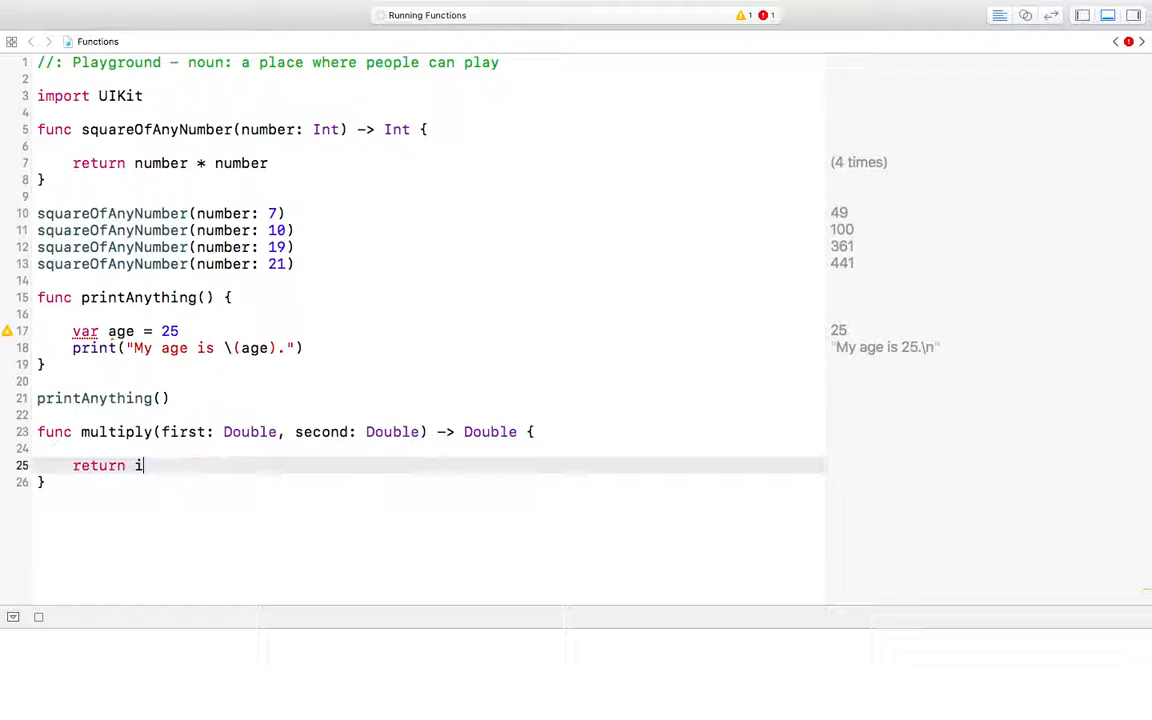 Running Functions 1 1
Functions
1 //: Playground - noun: a place where people can play
2
3 import UIKit
4
5 func squareOfAnyNumber(number: Int) -> Int {
6
7 return number * number (4 times)
8 }
9
10 squareOfAnyNumber(number: 7) 49
11 squareOfAnyNumber(number: 10) 100
12 squareOfAnyNumber(number: 19) 361
13 squareOfAnyNumber(number: 21) 441
14
15 func printAnything() {
16
17 var age = 25 25
18 print("My age is \(age).") "My age is 25.\n"
19 }
20
21 printAnything()
22
23 func multiply(first: Double, second: Double) -> Double {
24
25 return i
26 }